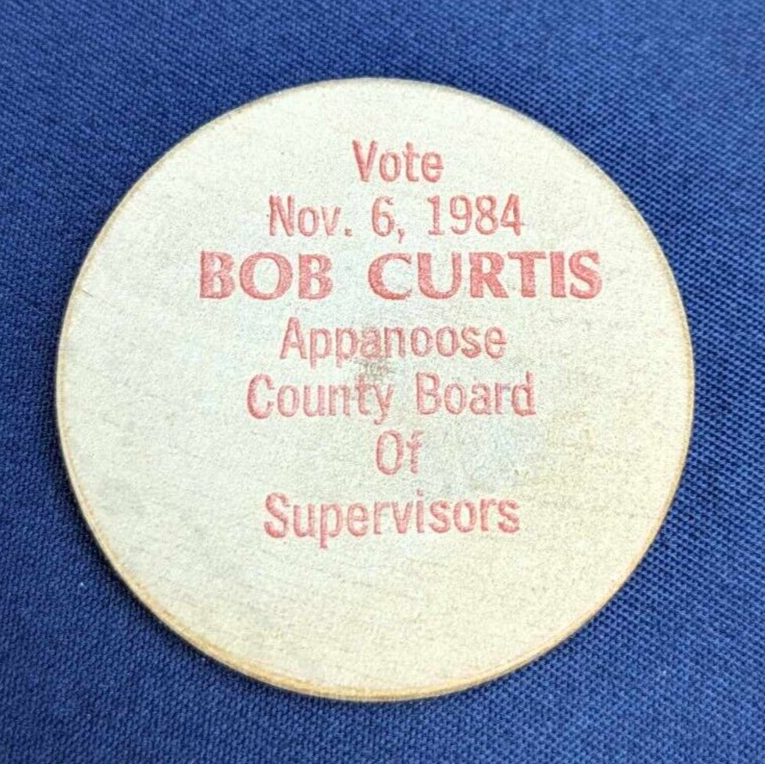 Vote
Nov. 6, 1984
BOB CURTIS
Appanoose
County Board
Of
Supervisors